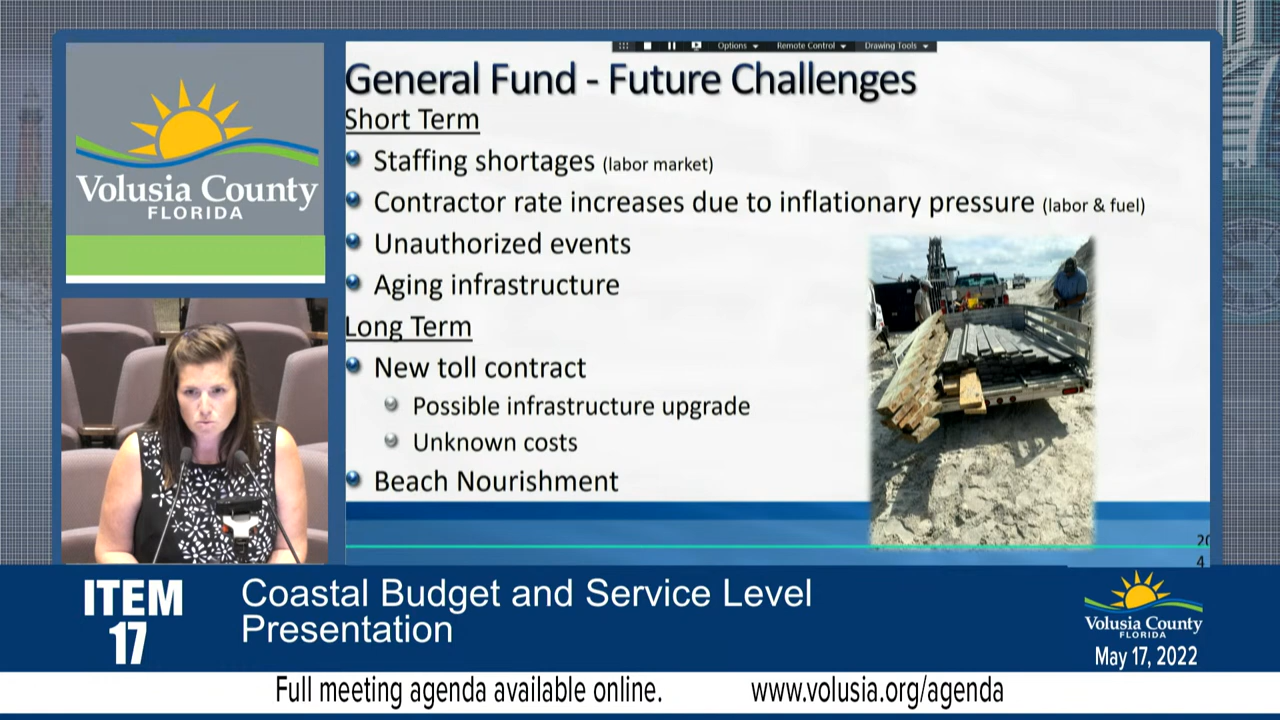 Options
Remote Control
Drawing Tools
General Fund - Future Challenges
Short Term
Staffing shortages (labor market)
Contractor rate increases due to inflationary pressure (labor & fuel)
Unauthorized events
Aging infrastructure
Long Term
New toll contract
Possible infrastructure upgrade
Unknown costs
Beach Nourishment
20
4
Volusia County
FLORIDA
ITEM
17
Coastal Budget and Service Level
Presentation
Volusia County
FLORIDA
May 17, 2022
Full meeting agenda available online.
www.volusia.org/agenda